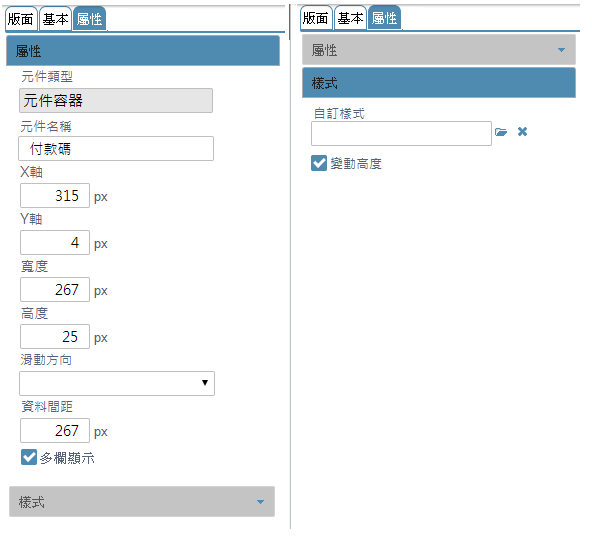 版面 基本 屬性
屬性
元件類型
元件容器
元件名稱
付款碼
X軸
315 px
Y軸
4 px
寬度
267 px
高度
25 px
滑動方向
資料間距
267 px
多欄顯示
樣式
版面 基本 屬性
屬性
樣式
自訂樣式
變動高度